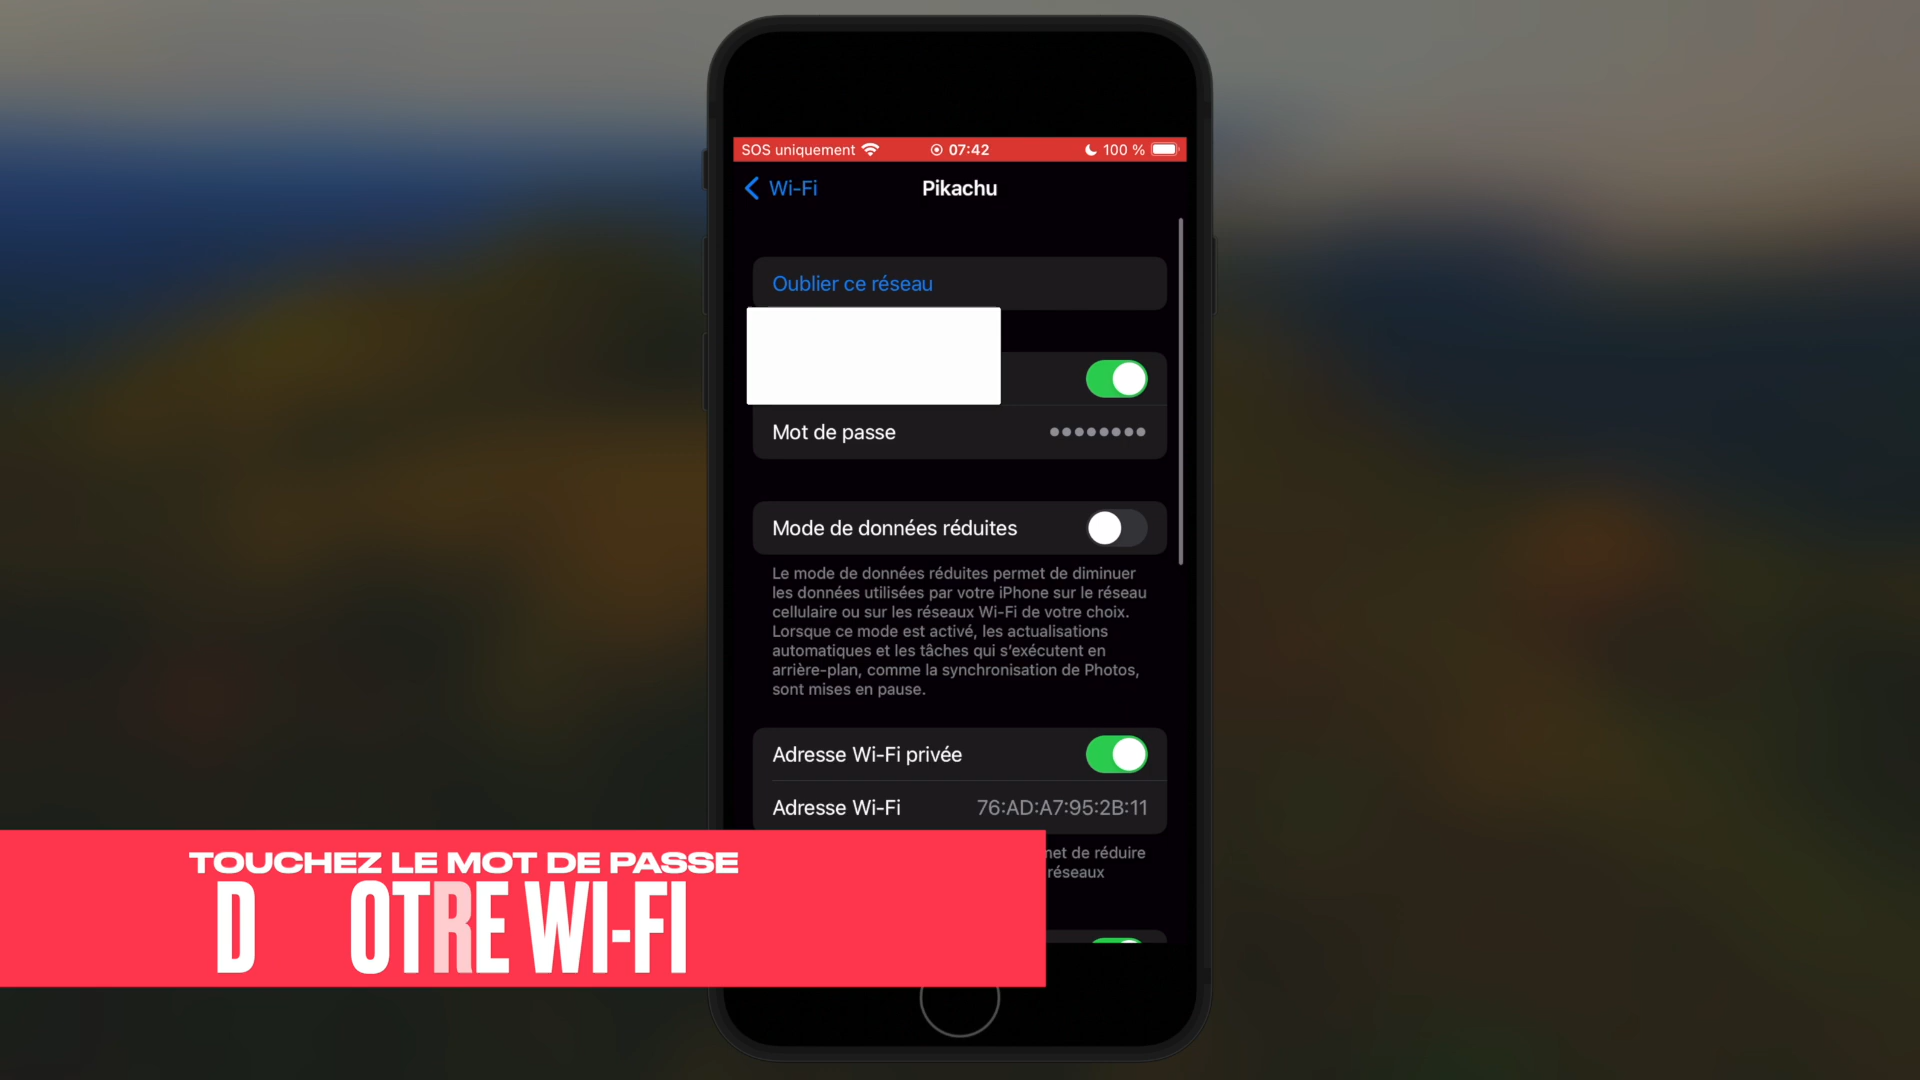 SOS uniquement 07:42 100 %
Wi-Fi Pikachu
Oublier ce réseau
Mot de passe ••••••••
Mode de données réduites
Le mode de données réduites permet de diminuer
les données utilisées par votre iPhone sur le réseau
cellulaire ou sur les réseaux Wi-Fi de votre choix.
Lorsque ce mode est activé, les actualisations
automatiques et les tâches qui s'exécutent en
arrière-plan, comme la synchronisation de Photos,
sont mises en pause.
Adresse Wi-Fi privée
Adresse Wi-Fi 76:AD:A7:95:2B:11
de réduire
réseaux
TOUCHEZ LE MOT DE PASSE
D OTRE WI-FI